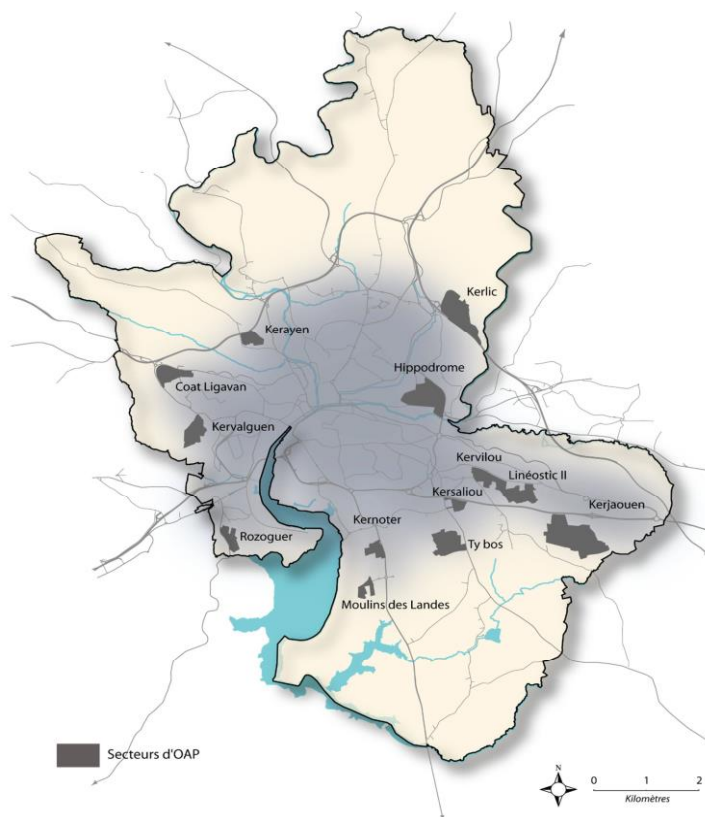 Kerlic
Kerayen
Hippodrome
Coat Ligavan
Kervalguen
Kervilou
Linéostic II
Kersaliou
Kerjaouen
Kernoter
Rozoguer
Ty bos
Moulins des Landes
Secteurs d'OAP
N
0 1 2
Kilomètres